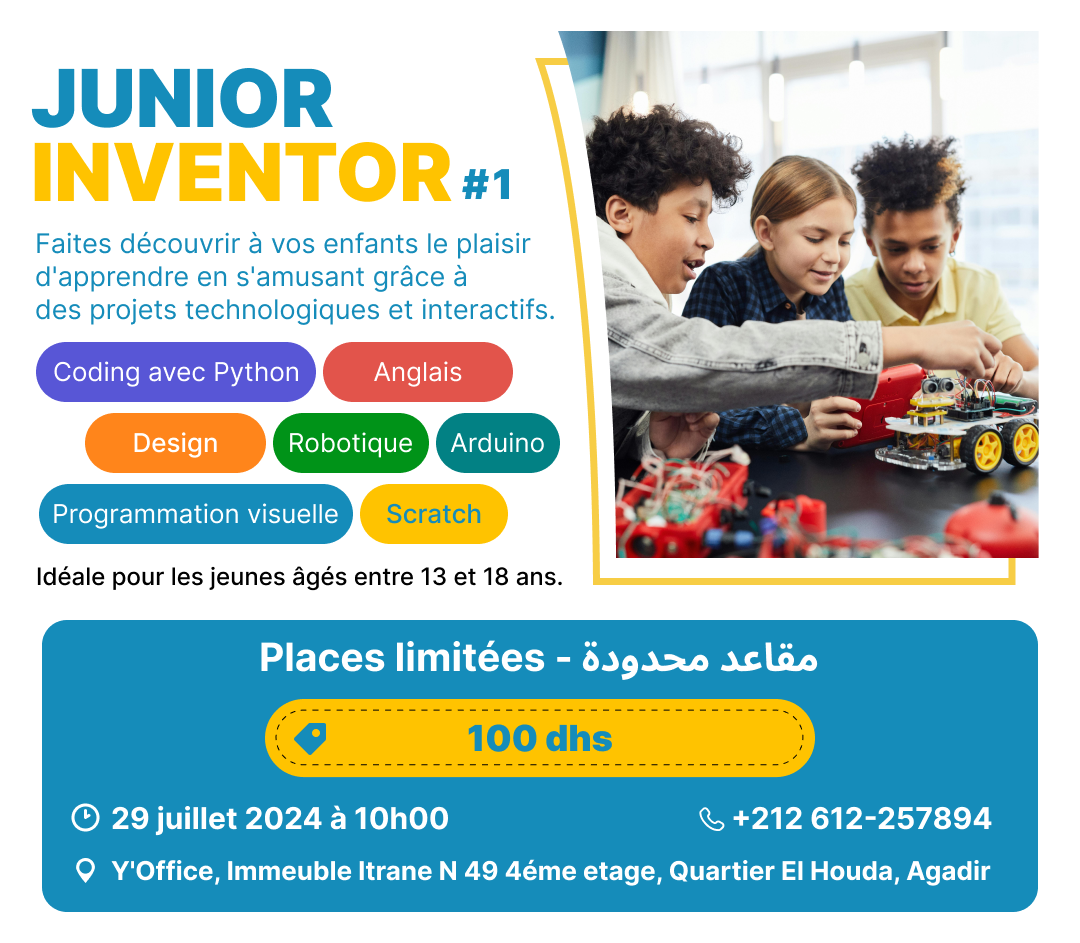 JUNIOR
INVENTOR #1
Faites découvrir à vos enfants le plaisir
d'apprendre en s'amusant grâce à
des projets technologiques et interactifs.
Coding avec Python Anglais
Design Robotique Arduino
Programmation visuelle Scratch
Idéale pour les jeunes âgés entre 13 et 18 ans.
Places limitées - مقاعد محدودة
100 dhs
29 juillet 2024 à 10h00 +212 612-257894
Y'Office, Immeuble Itrane N 49 4éme etage, Quartier El Houda, Agadir